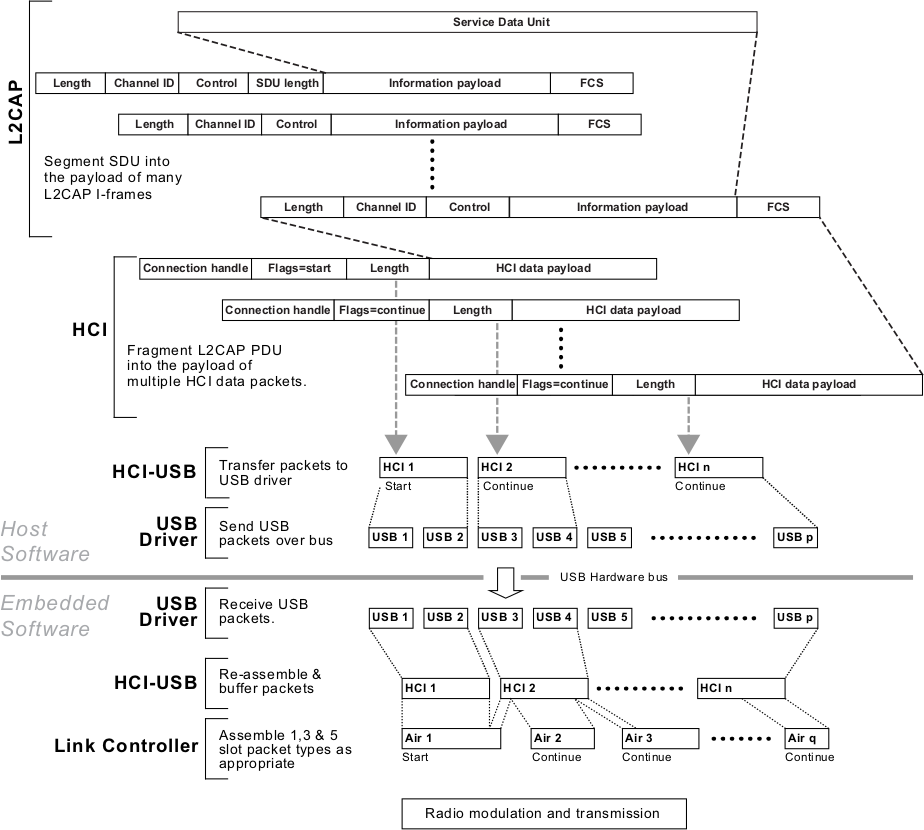 Service Data Unit
L2CAP
Length Channel ID Control SDU length Information payload FCS
Length Channel ID Control Information payload FCS
Segment SDU into
the payload of many
L2CAP I-frames
Length Channel ID Control Information payload FCS
HCI
Connection handle Flags=start Length HCI data payload
Connection handle Flags=continue Length HCI data payload
Fragment L2CAP PDU
into the payload of
multiple HCI data packets.
Connection handle Flags=continue Length HCI data payload
HCI-USB
Transfer packets to
USB driver
HCI 1 HCI 2 HCI n
Start Continue Continue
Host
Software
USB
Driver
Send USB
packets over bus
USB 1 USB 2 USB 3 USB 4 USB 5 USB p
USB Hardware bus
Embedded
Software
USB
Driver
Receive USB
packets.
USB 1 USB 2 USB 3 USB 4 USB 5 USB p
HCI-USB
Re-assemble &
buffer packets
HCI 1 HCI 2 HCI n
Link Controller
Assemble 1,3 & 5
slot packet types as
appropriate
Air 1 Air 2 Air 3 Air q
Start Continue Continue Continue
Radio modulation and transmission